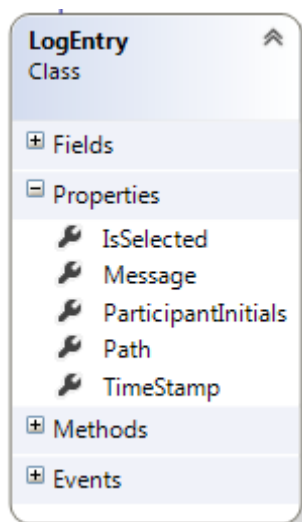 LogEntry
Class
Fields
Properties
IsSelected
Message
ParticipantInitials
Path
TimeStamp
Methods
Events